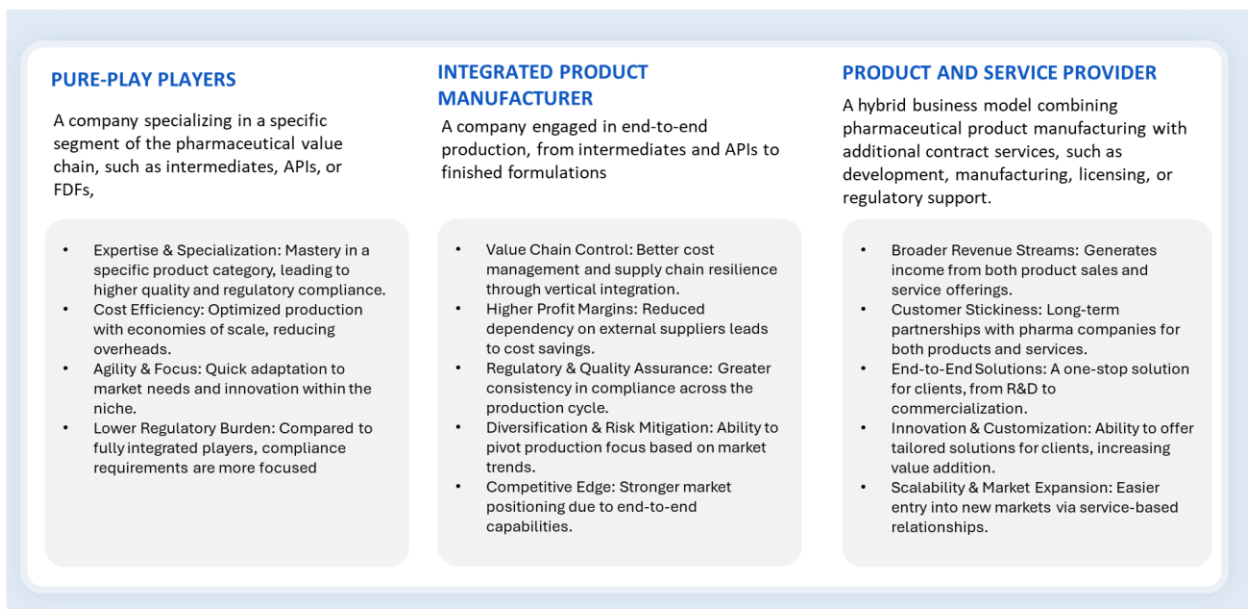 PURE-PLAY PLAYERS
A company specializing in a specific
segment of the pharmaceutical value
chain, such as intermediates, APIs, or
FDFs,
• Expertise & Specialization: Mastery in a
specific product category, leading to
higher quality and regulatory compliance.
• Cost Efficiency: Optimized production
with economies of scale, reducing
overheads.
• Agility & Focus: Quick adaptation to
market needs and innovation within the
niche.
• Lower Regulatory Burden: Compared to
fully integrated players, compliance
requirements are more focused
INTEGRATED PRODUCT
MANUFACTURER
A company engaged in end-to-end
production, from intermediates and APIs to
finished formulations
• Value Chain Control: Better cost
management and supply chain resilience
through vertical integration.
• Higher Profit Margins: Reduced
dependency on external suppliers leads
to cost savings.
• Regulatory & Quality Assurance: Greater
consistency in compliance across the
production cycle.
• Diversification & Risk Mitigation: Ability to
pivot production focus based on market
trends.
• Competitive Edge: Stronger market
positioning due to end-to-end
capabilities.
PRODUCT AND SERVICE PROVIDER
A hybrid business model combining
pharmaceutical product manufacturing with
additional contract services, such as
development, manufacturing, licensing, or
regulatory support.
• Broader Revenue Streams: Generates
income from both product sales and
service offerings.
• Customer Stickiness: Long-term
partnerships with pharma companies for
both products and services.
• End-to-End Solutions: A one-stop solution
for clients, from R&D to
commercialization.
• Innovation & Customization: Ability to offer
tailored solutions for clients, increasing
value addition.
• Scalability & Market Expansion: Easier
entry into new markets via service-based
relationships.